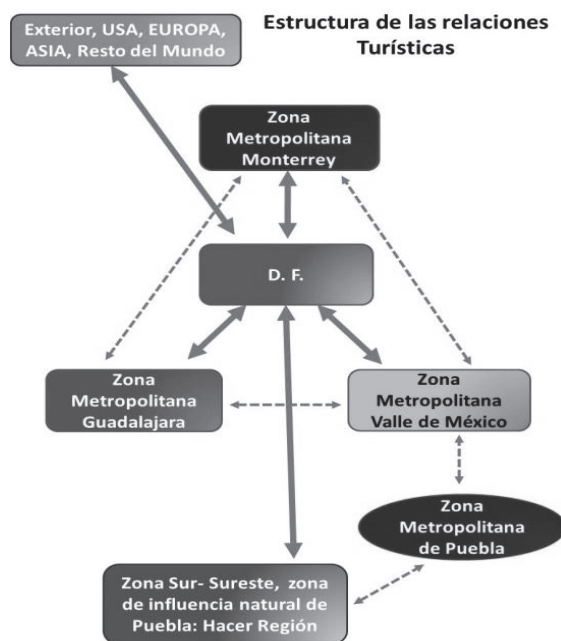 Estructura de las relaciones
Turísticas
Exterior, USA, EUROPA,
ASIA, Resto del Mundo
Zona
Metropolitana
Monterrey
D. F.
Zona
Metropolitana
Guadalajara
Zona
Metropolitana
Valle de México
Zona
Metropolitana
de Puebla
Zona Sur- Sureste, zona
de influencia natural de
Puebla: Hacer Región